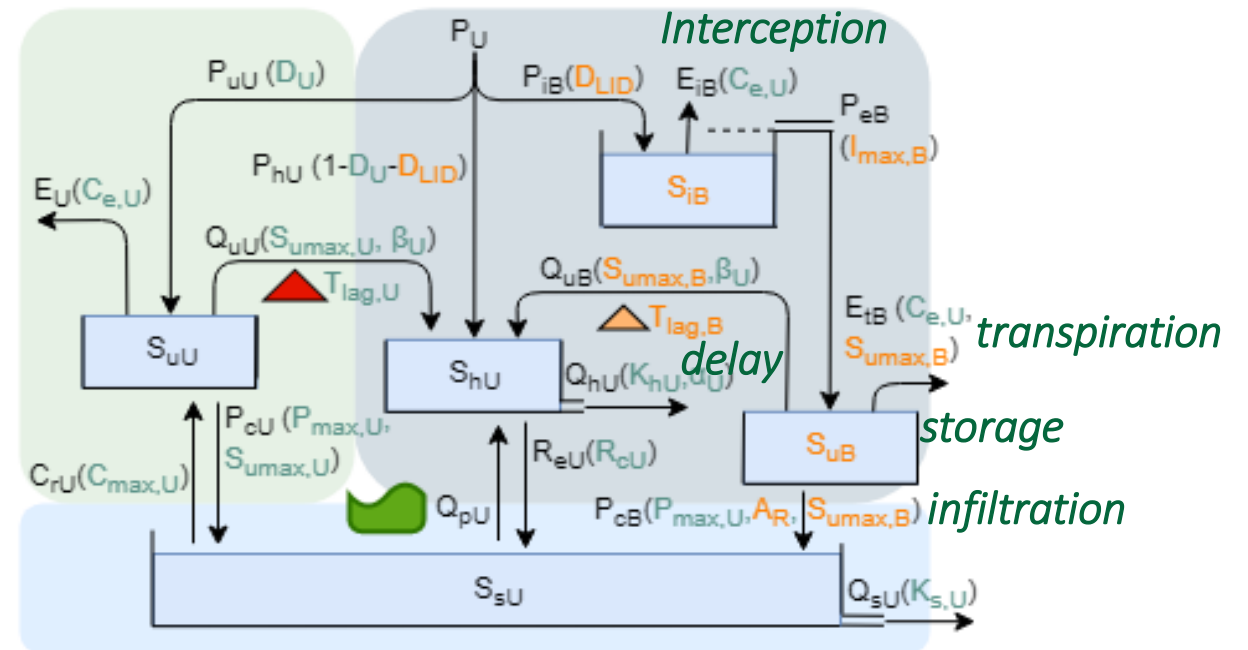 P_U
Interception
P_uU (D_U)
P_iB(D_LID)
E_iB(C_e,U)
P_eB
(I_max,B)
P_hU (1-D_U-D_LID)
S_iB
E_U(C_e,U)
Q_uU(S_umax,U, β_U)
T_lag,U
Q_uB(S_umax,B,β_U)
T_lag,B
E_tB (C_e,U,
S_umax,B)
transpiration
delay
S_uU
S_hU
Q_hU(K_hU,α_U)
storage
P_cU (P_max,U,
S_umax,U)
C_rU(C_max,U)
R_eU(R_cU)
S_uB
Q_pU
P_cB(P_max,U,A_R, S_umax,B)
infiltration
S_sU
Q_sU(K_s,U)